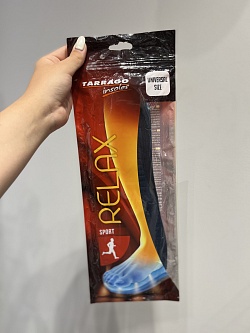 TARRAGO
insoles
UNIVERSAL
SIZE
RELAX
SPORT